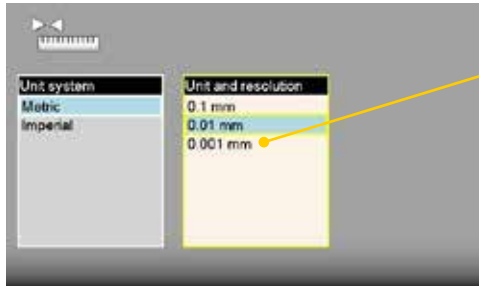 Unit system
Metric
Imperial
Unit and resolution
0.1 mm
0.01 mm
0.001 mm